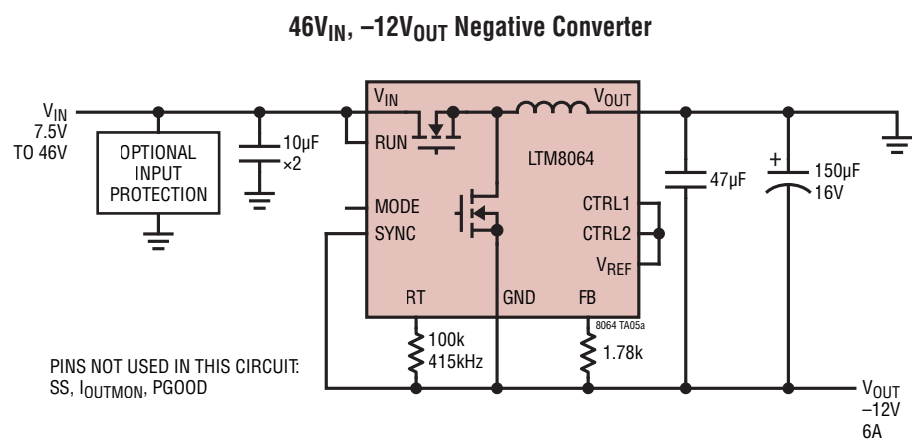 46VIN, –12VOUT Negative Converter
VIN
7.5V
TO 46V
OPTIONAL
INPUT
PROTECTION
10µF
×2
VIN
RUN
MODE
SYNC
RT
GND
FB
VOUT
LTM8064
CTRL1
CTRL2
VREF
8064 TA05a
47µF
+
150µF
16V
100k
415kHz
1.78k
PINS NOT USED IN THIS CIRCUIT:
SS, IOUTMON, PGOOD
VOUT
–12V
6A